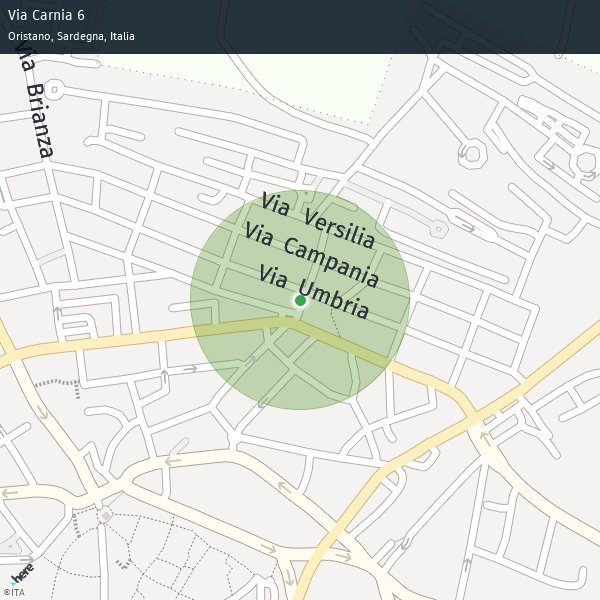 Via Carnia 6
Oristano, Sardegna, Italia
Via Brianza
Via Versilia
Via Campania
Via Umbria
here
©ITA